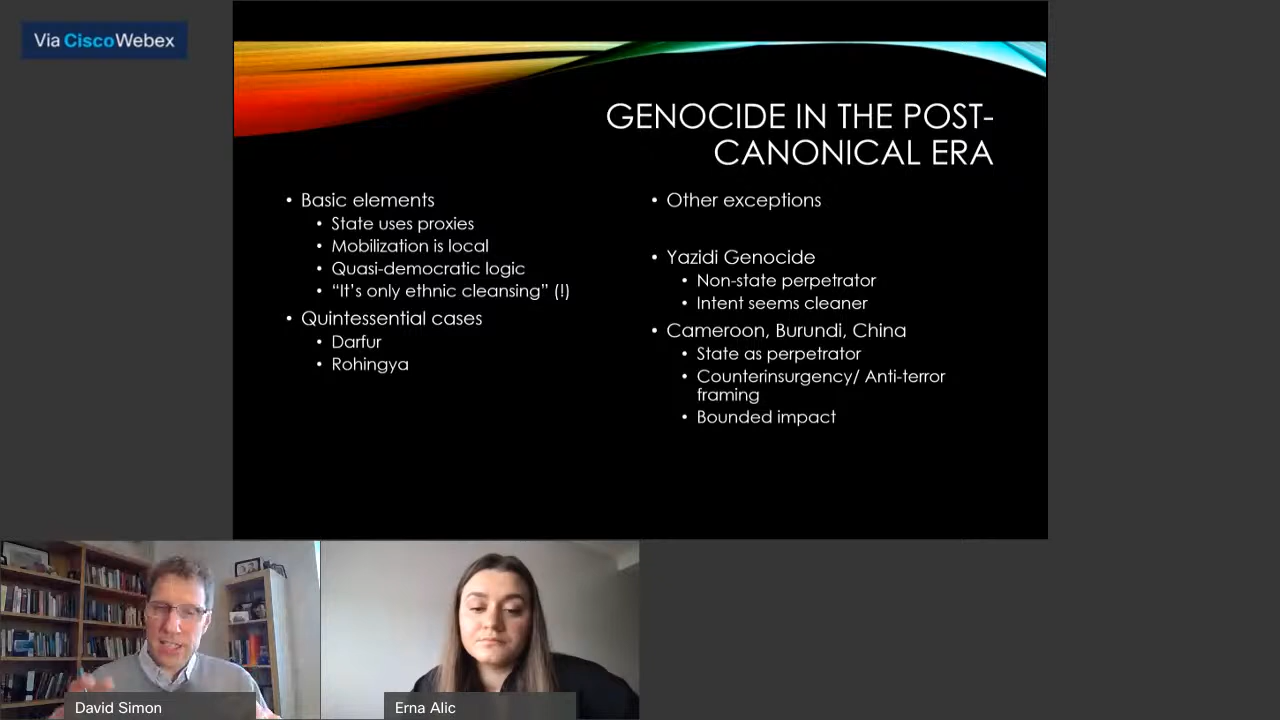 Via Cisco Webex
GENOCIDE IN THE POST-
CANONICAL ERA
• Basic elements
• State uses proxies
• Mobilization is local
• Quasi-democratic logic
• “It’s only ethnic cleansing” (!)
• Quintessential cases
• Darfur
• Rohingya
• Other exceptions
• Yazidi Genocide
• Non-state perpetrator
• Intent seems cleaner
• Cameroon, Burundi, China
• State as perpetrator
• Counterinsurgency/ Anti-terror
framing
• Bounded impact
David Simon
Erna Alic